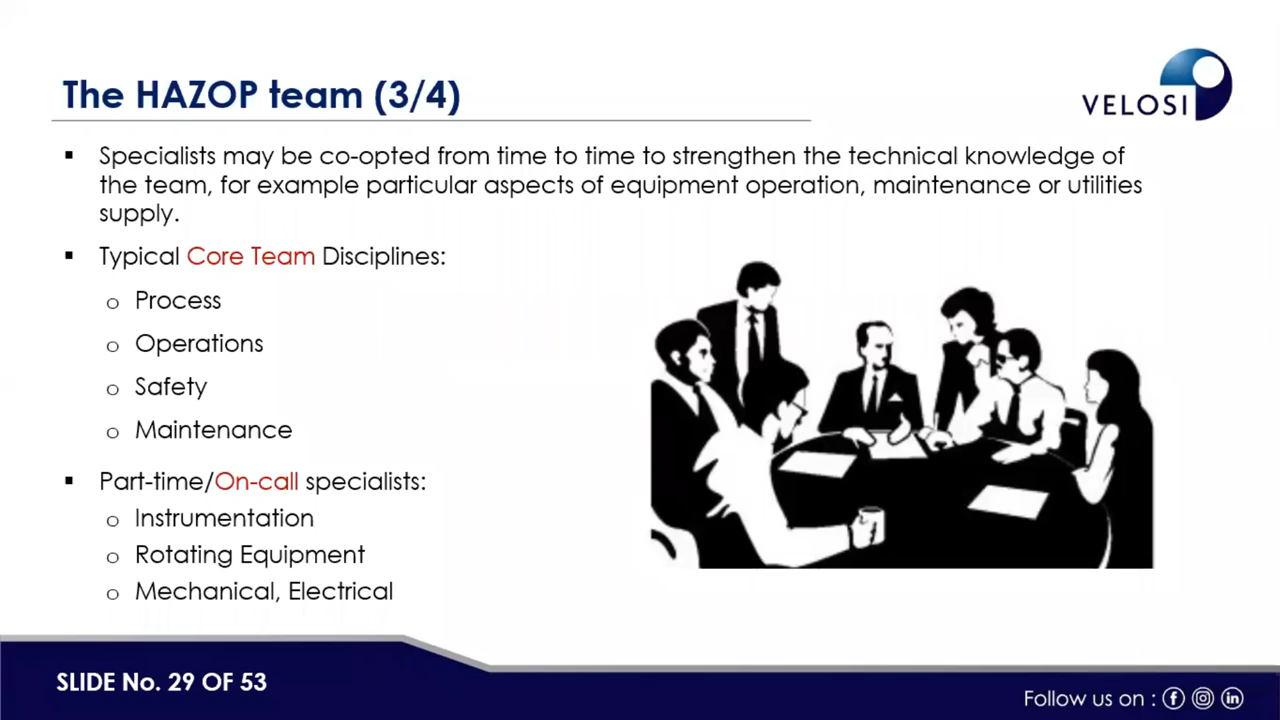 The HAZOP team (3/4)
VELOSI
▪ Specialists may be co-opted from time to time to strengthen the technical knowledge of
the team, for example particular aspects of equipment operation, maintenance or utilities
supply.
▪ Typical Core Team Disciplines:
o Process
o Operations
o Safety
o Maintenance
▪ Part-time/On-call specialists:
o Instrumentation
o Rotating Equipment
o Mechanical, Electrical
SLIDE No. 29 OF 53
Follow us on :